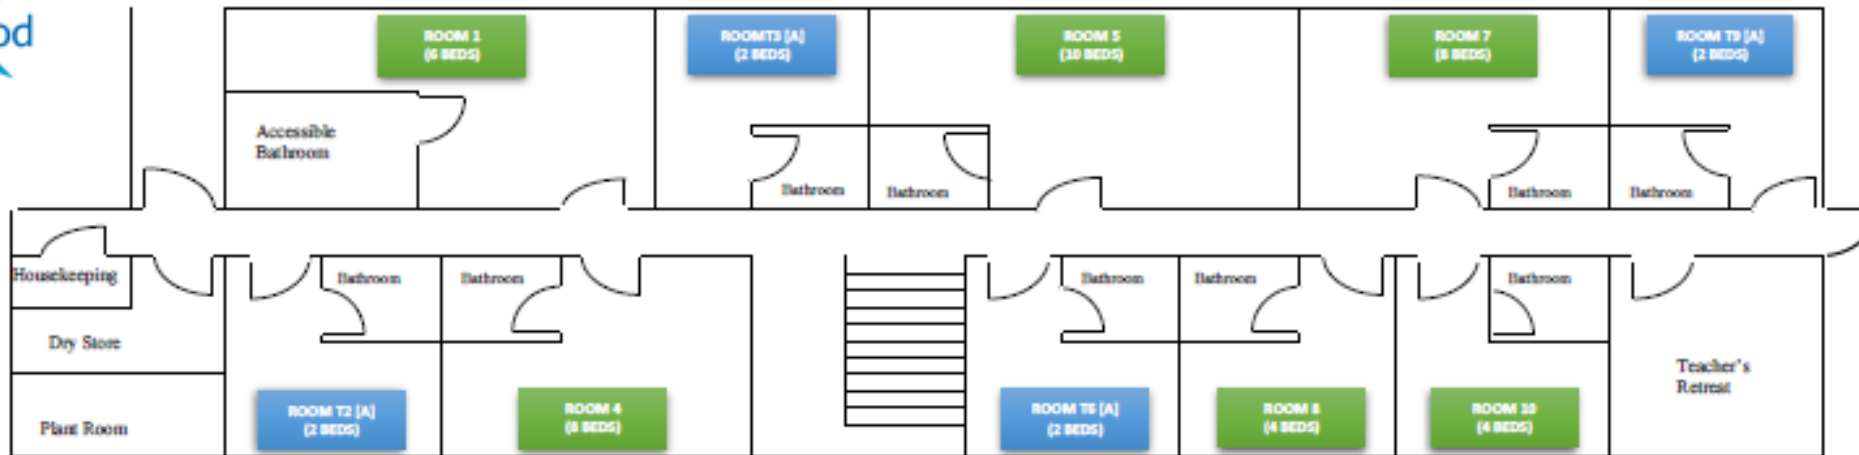 od
ROOM 1
(6 BEDS)
ROOMT3 [A]
(2 BEDS)
ROOM 5
(10 BEDS)
ROOM 7
(8 BEDS)
ROOM T9 [A]
(2 BEDS)
Accessible
Bathroom
Bathroom
Bathroom
Bathroom
Bathroom
Housekeeping
Bathroom
Bathroom
Bathroom
Bathroom
Bathroom
Dry Store
Plant Room
Teacher's
Retreat
ROOM T2 [A]
(2 BEDS)
ROOM 4
(8 BEDS)
ROOM T6 [A]
(2 BEDS)
ROOM 8
(4 BEDS)
ROOM 10
(4 BEDS)